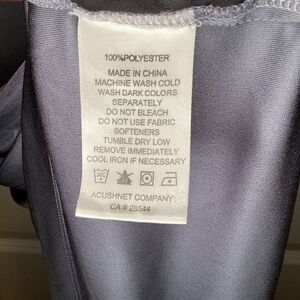 100%POLYESTER
MADE IN CHINA
MACHINE WASH COLD
WASH DARK COLORS
SEPARATELY
DO NOT BLEACH
DO NOT USE FABRIC
SOFTENERS
TUMBLE DRY LOW
REMOVE IMMEDIATELY
COOL IRON IF NECESSARY
ACUSHNET COMPANY
CA # 28544